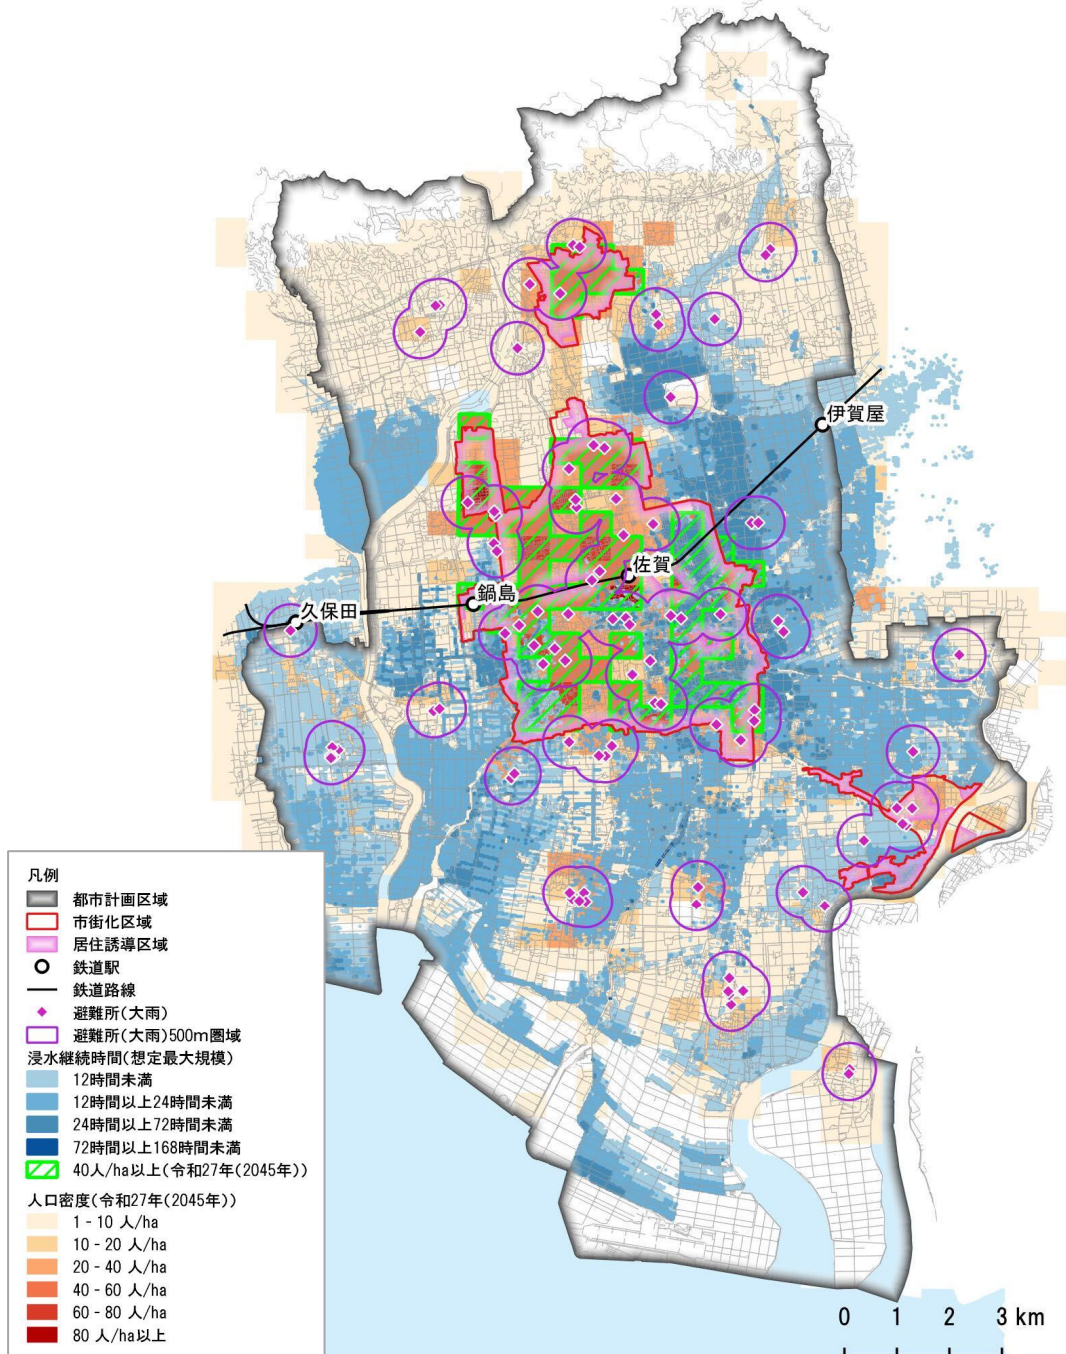 伊賀屋
佐賀
鍋島
久保田
凡例
都市計画区域
市街化区域
居住誘導区域
鉄道駅
鉄道路線
避難所(大雨)
避難所(大雨)500m圏域
浸水継続時間(想定最大規模)
12時間未満
12時間以上24時間未満
24時間以上72時間未満
72時間以上168時間未満
40人/ha以上(令和27年(2045年))
人口密度(令和27年(2045年))
1 - 10 人/ha
10 - 20 人/ha
20 - 40 人/ha
40 - 60 人/ha
60 - 80 人/ha
80 人/ha以上
0 1 2 3 km